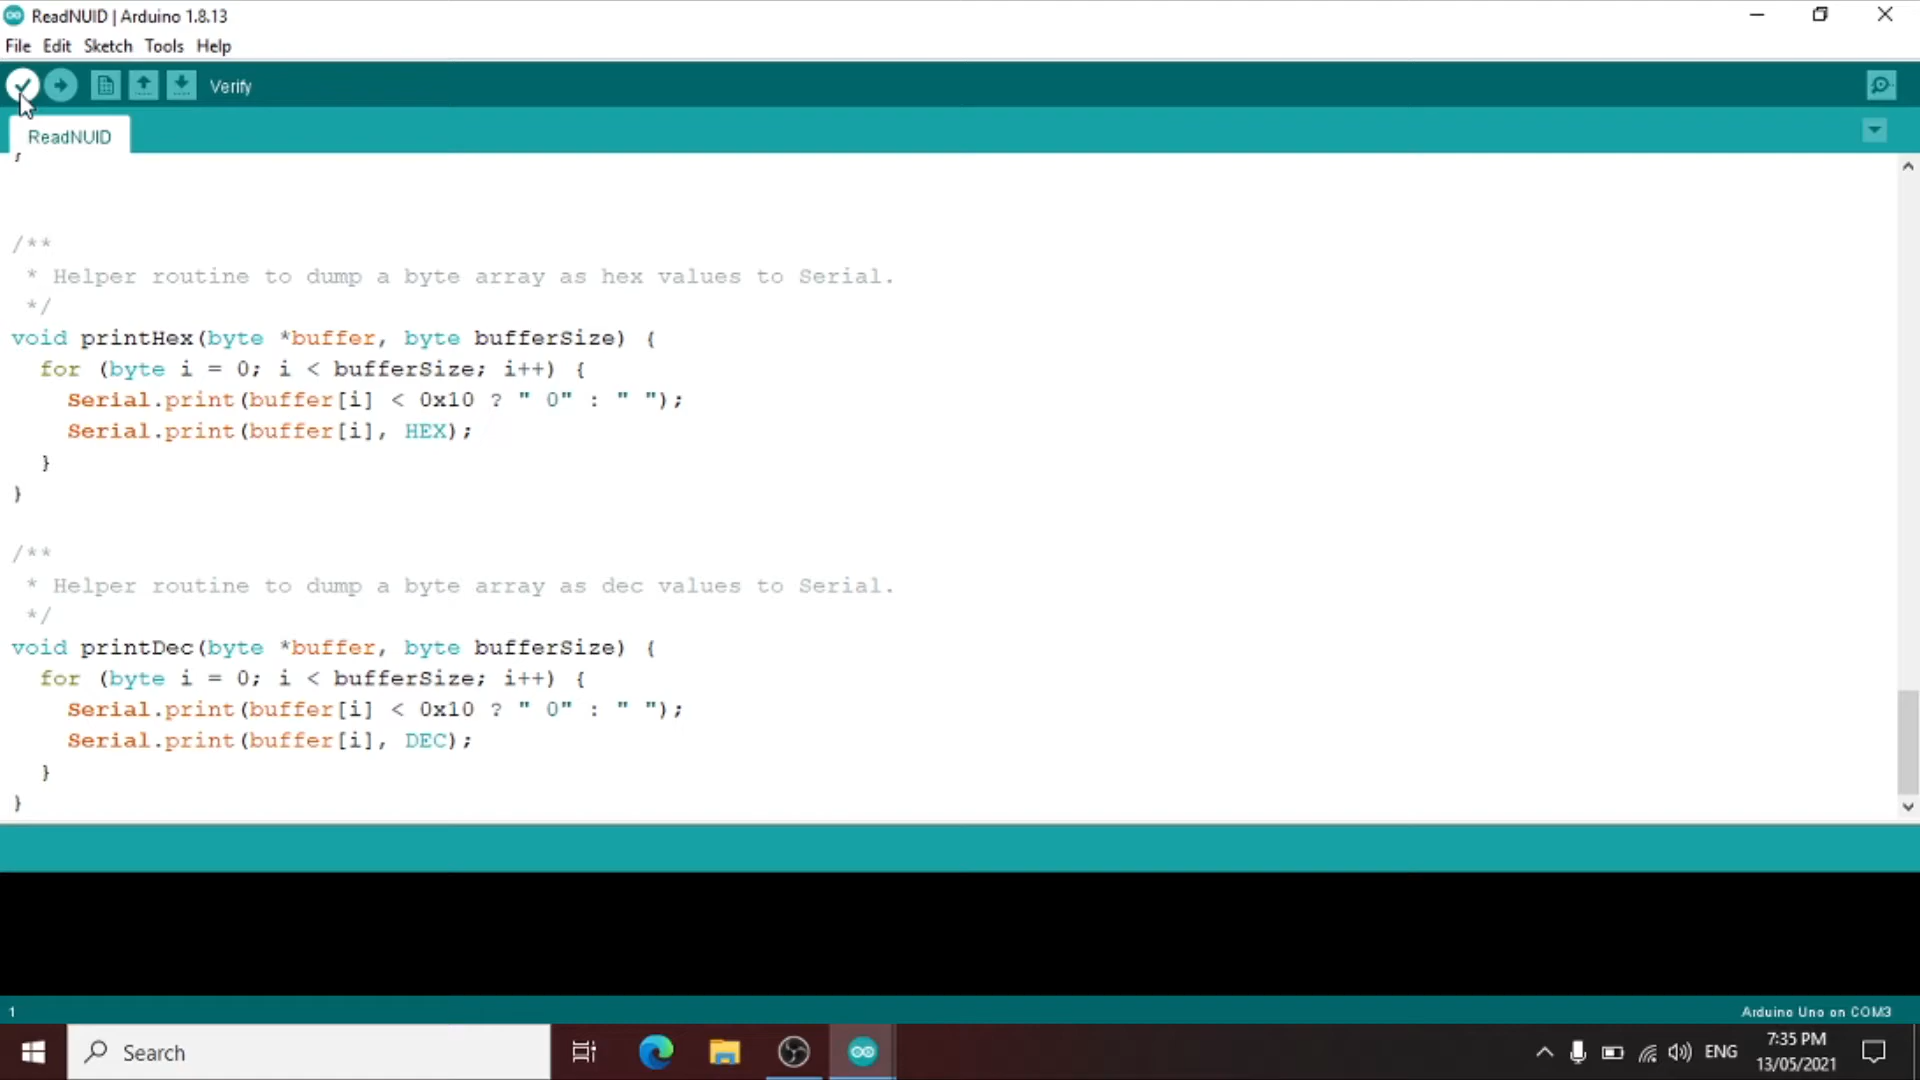 ReadNUID | Arduino 1.8.13
File Edit Sketch Tools Help
Verify
ReadNUID
}
/**
 * Helper routine to dump a byte array as hex values to Serial.
 */
void printHex(byte *buffer, byte bufferSize) {
  for (byte i = 0; i < bufferSize; i++) {
    Serial.print(buffer[i] < 0x10 ? " 0" : " ");
    Serial.print(buffer[i], HEX);
  }
}
/**
 * Helper routine to dump a byte array as dec values to Serial.
 */
void printDec(byte *buffer, byte bufferSize) {
  for (byte i = 0; i < bufferSize; i++) {
    Serial.print(buffer[i] < 0x10 ? " 0" : " ");
    Serial.print(buffer[i], DEC);
  }
}
1
Arduino Uno on COM3
Search
ENG
7:35 PM
13/05/2021